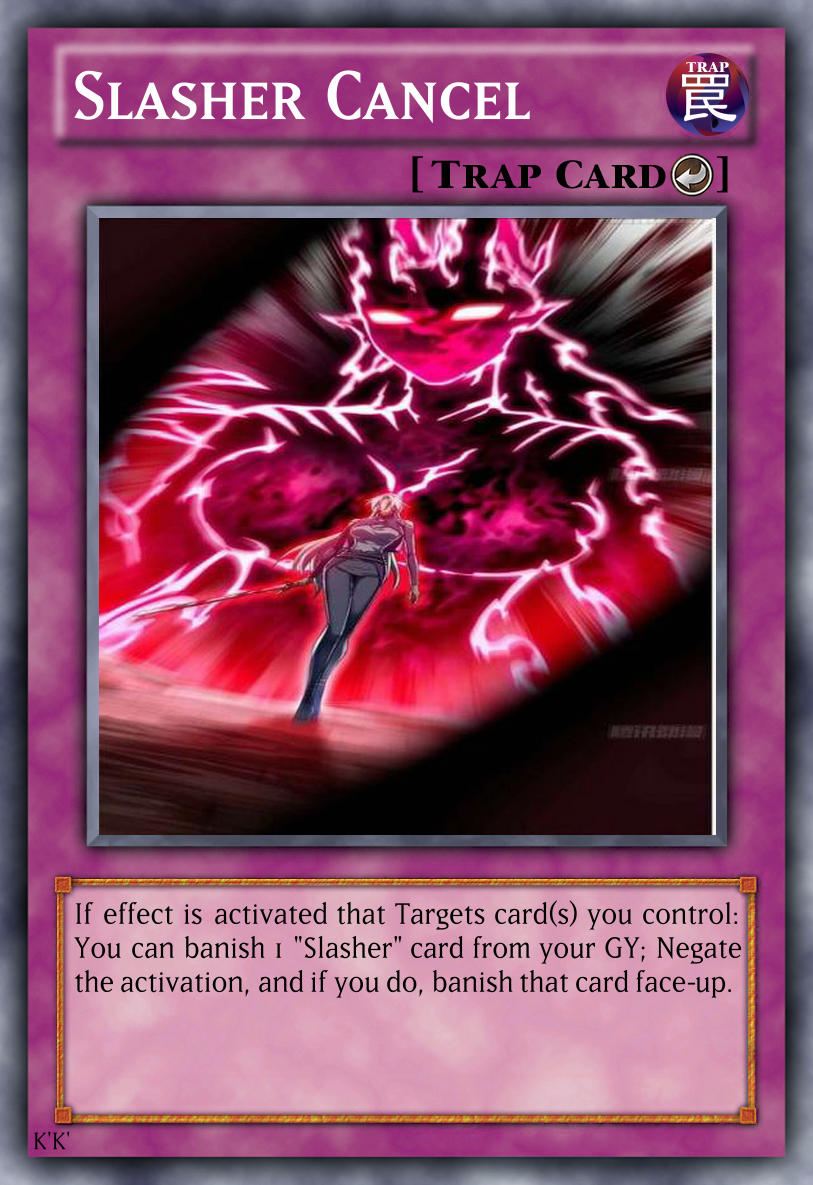 Slasher Cancel
TRAP
罠
[Trap Card]
If effect is activated that Targets card(s) you control:
You can banish 1 "Slasher" card from your GY; Negate
the activation, and if you do, banish that card face-up.
K'K'